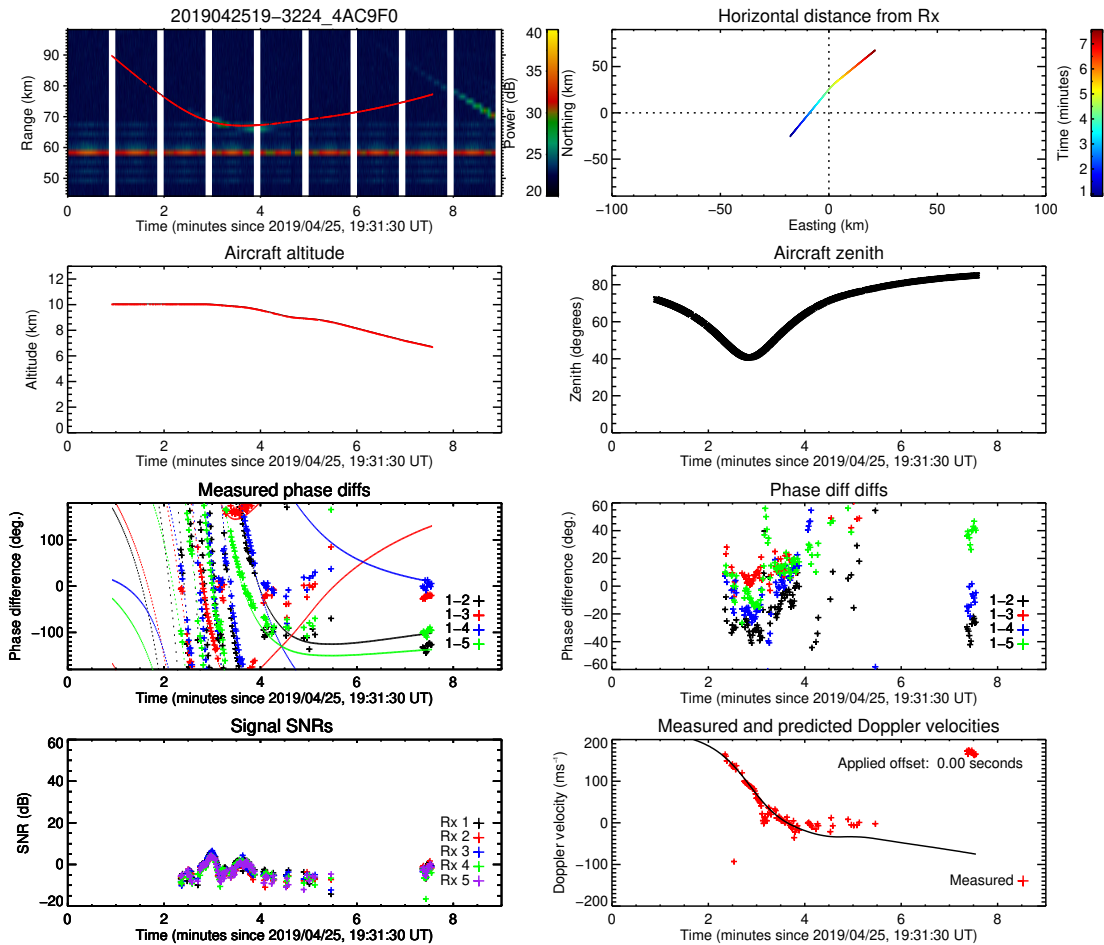 2019042519−3224_4AC9F0
Range (km)
90
80
70
60
50
0 2 4 6 8
Time (minutes since 2019/04/25, 19:31:30 UT)
Power (dB)
40
35
30
25
20
Horizontal distance from Rx
Northing (km)
50
0
−50
−100 −50 0 50 100
Easting (km)
Time (minutes)
7
6
5
4
3
2
1
Aircraft altitude
Altitude (km)
12
10
8
6
4
2
0
0 2 4 6 8
Time (minutes since 2019/04/25, 19:31:30 UT)
Aircraft zenith
Zenith (degrees)
80
60
40
20
0
0 2 4 6 8
Time (minutes since 2019/04/25, 19:31:30 UT)
Measured phase diffs
Phase difference (deg.)
100
0
−100
1−2
1−3
1−4
1−5
0 2 4 6 8
Time (minutes since 2019/04/25, 19:31:30 UT)
Phase diff diffs
Phase difference (deg.)
60
40
20
0
−20
−40
−60
1−2
1−3
1−4
1−5
0 2 4 6 8
Time (minutes since 2019/04/25, 19:31:30 UT)
Signal SNRs
SNR (dB)
60
40
20
0
−20
Rx 1
Rx 2
Rx 3
Rx 4
Rx 5
0 2 4 6 8
Time (minutes since 2019/04/25, 19:31:30 UT)
Measured and predicted Doppler velocities
Doppler velocity (ms⁻¹)
200
100
0
−100
−200
Applied offset: 0.00 seconds
Measured
0 2 4 6 8
Time (minutes since 2019/04/25, 19:31:30 UT)